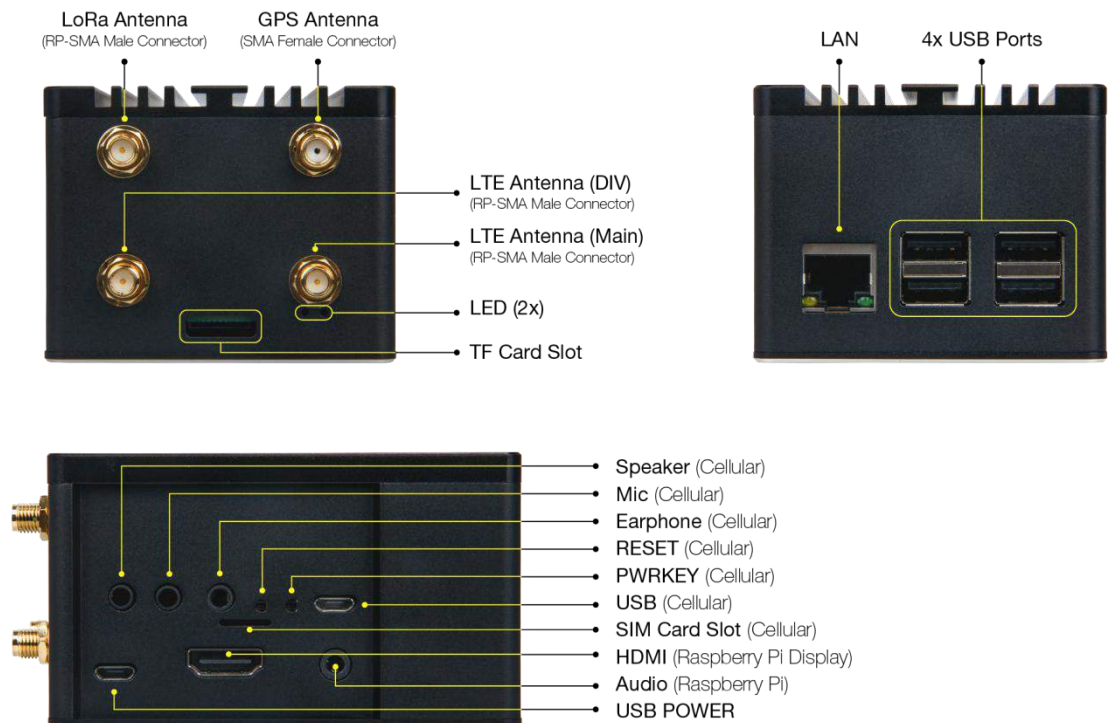 LoRa Antenna
(RP-SMA Male Connector)
GPS Antenna
(SMA Female Connector)
LTE Antenna (DIV)
(RP-SMA Male Connector)
LTE Antenna (Main)
(RP-SMA Male Connector)
LED (2x)
TF Card Slot
LAN
4x USB Ports
Speaker (Cellular)
Mic (Cellular)
Earphone (Cellular)
RESET (Cellular)
PWRKEY (Cellular)
USB (Cellular)
SIM Card Slot (Cellular)
HDMI (Raspberry Pi Display)
Audio (Raspberry Pi)
USB POWER